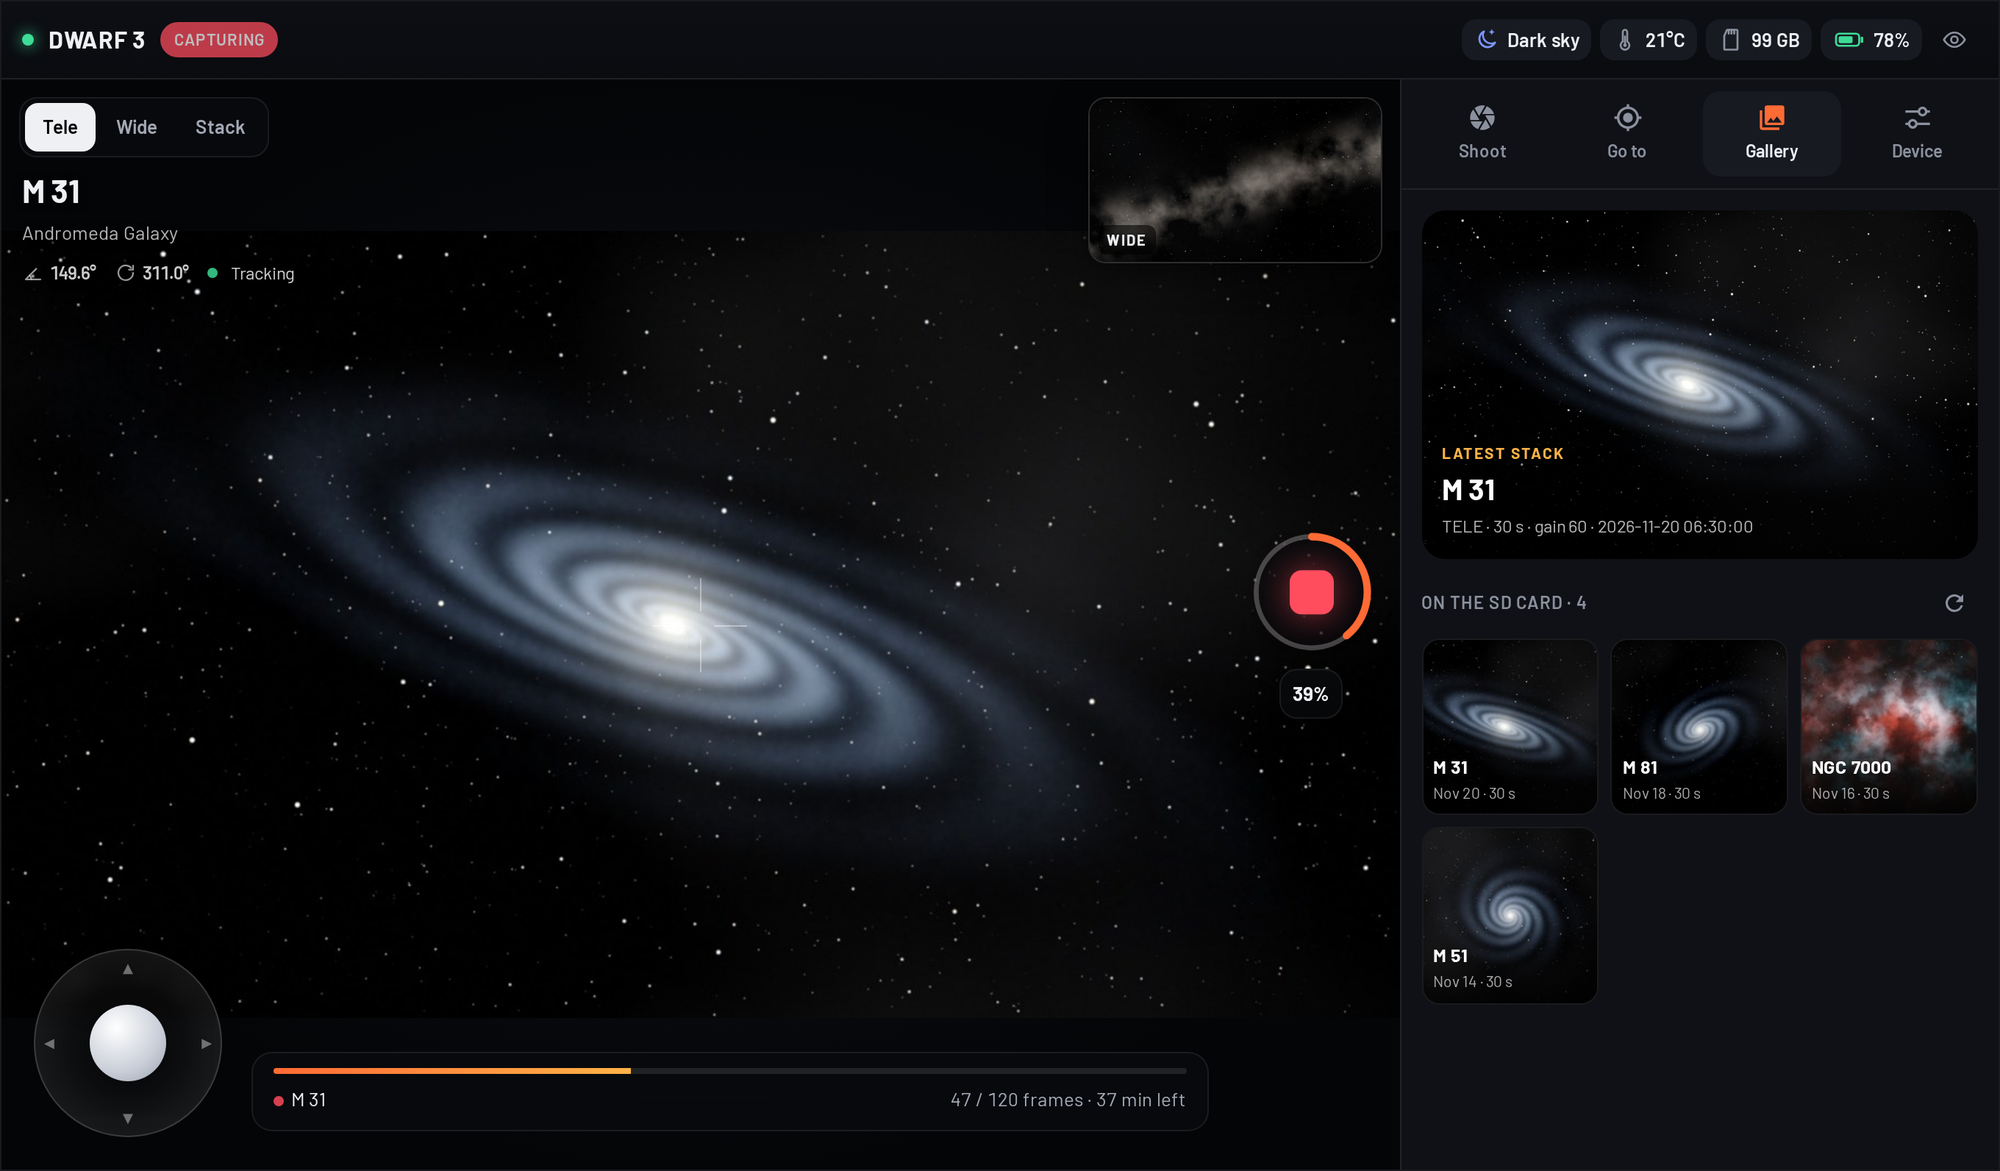 DWARF 3
CAPTURING
Dark sky
21°C
99 GB
78%
Tele
Wide
Stack
M 31
Andromeda Galaxy
149.6°
311.0°
Tracking
WIDE
39%
M 31
47 / 120 frames · 37 min left
Shoot
Go to
Gallery
Device
LATEST STACK
M 31
TELE · 30 s · gain 60 · 2026-11-20 06:30:00
ON THE SD CARD · 4
M 31
Nov 20 · 30 s
M 81
Nov 18 · 30 s
NGC 7000
Nov 16 · 30 s
M 51
Nov 14 · 30 s